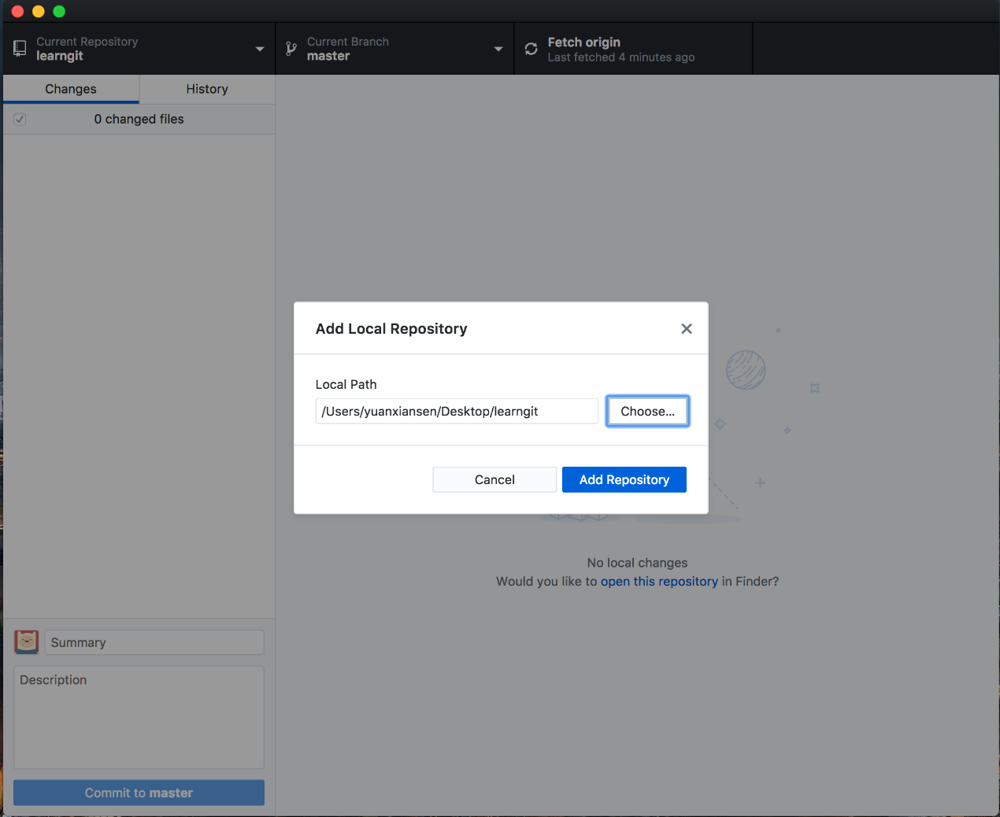 Current Repository
learngit
Current Branch
master
Fetch origin
Last fetched 4 minutes ago
Changes
History
0 changed files
Add Local Repository
Local Path
/Users/yuanxiansen/Desktop/learngit
Choose...
Cancel
Add Repository
No local changes
Would you like to open this repository in Finder?
Summary
Description
Commit to master